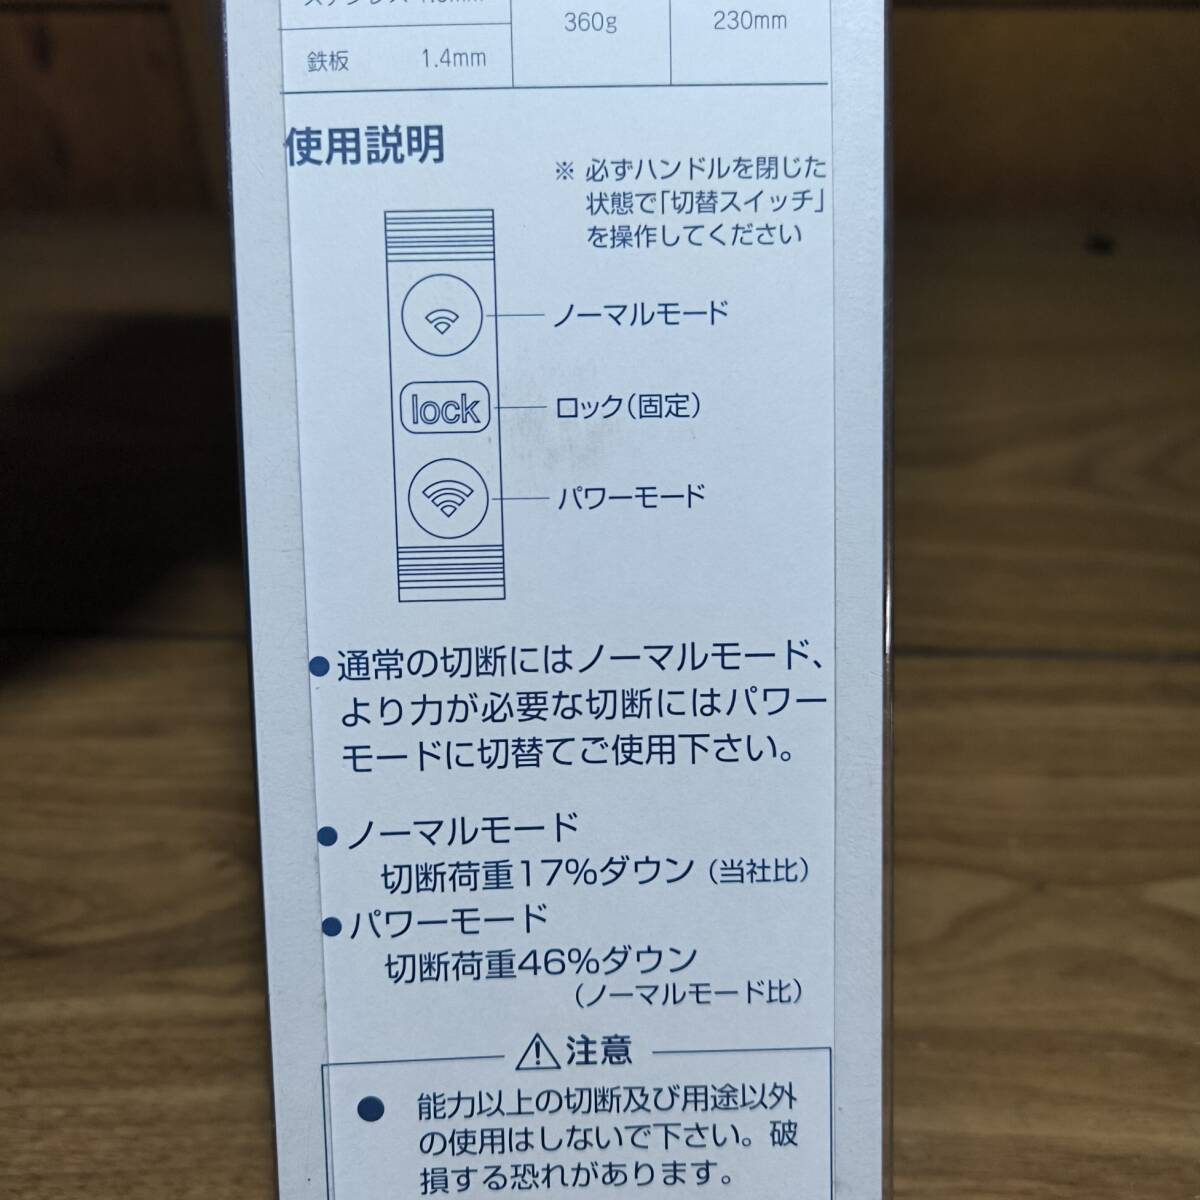 360g 230mm
鉄板 1.4mm
使用説明
※ 必ずハンドルを閉じた
状態で「切替スイッチ」
を操作してください
ノーマルモード
lock ロック(固定)
パワーモード
●通常の切断にはノーマルモード、
より力が必要な切断にはパワー
モードに切替てご使用下さい。
●ノーマルモード
切断荷重17%ダウン(当社比)
●パワーモード
切断荷重46%ダウン
(ノーマルモード比)
⚠注意
● 能力以上の切断及び用途以外
の使用はしないで下さい。破
損する恐れがあります。